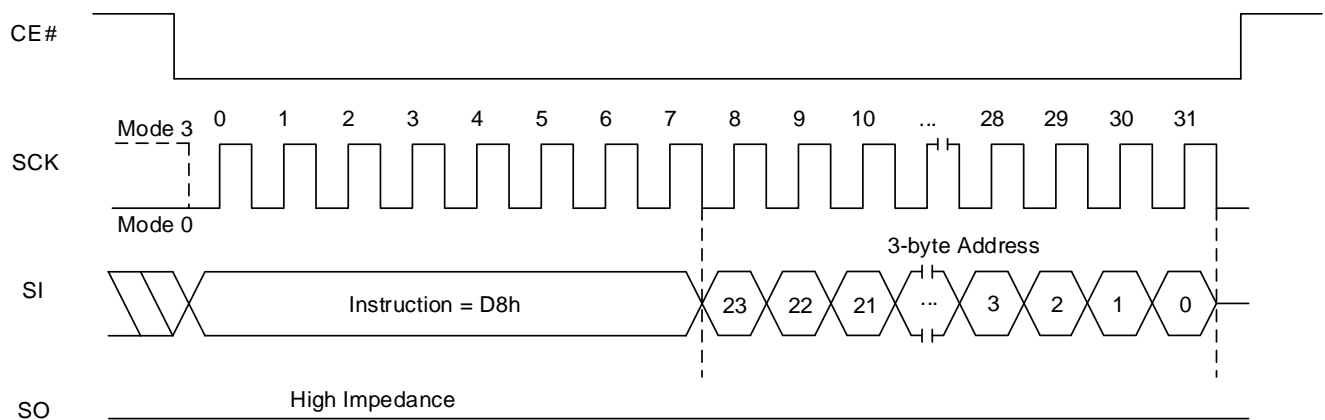 CE#
Mode 3
0 1 2 3 4 5 6 7 8 9 10 ... 28 29 30 31
SCK
Mode 0
3-byte Address
SI
Instruction = D8h
23 22 21 ... 3 2 1 0
High Impedance
SO